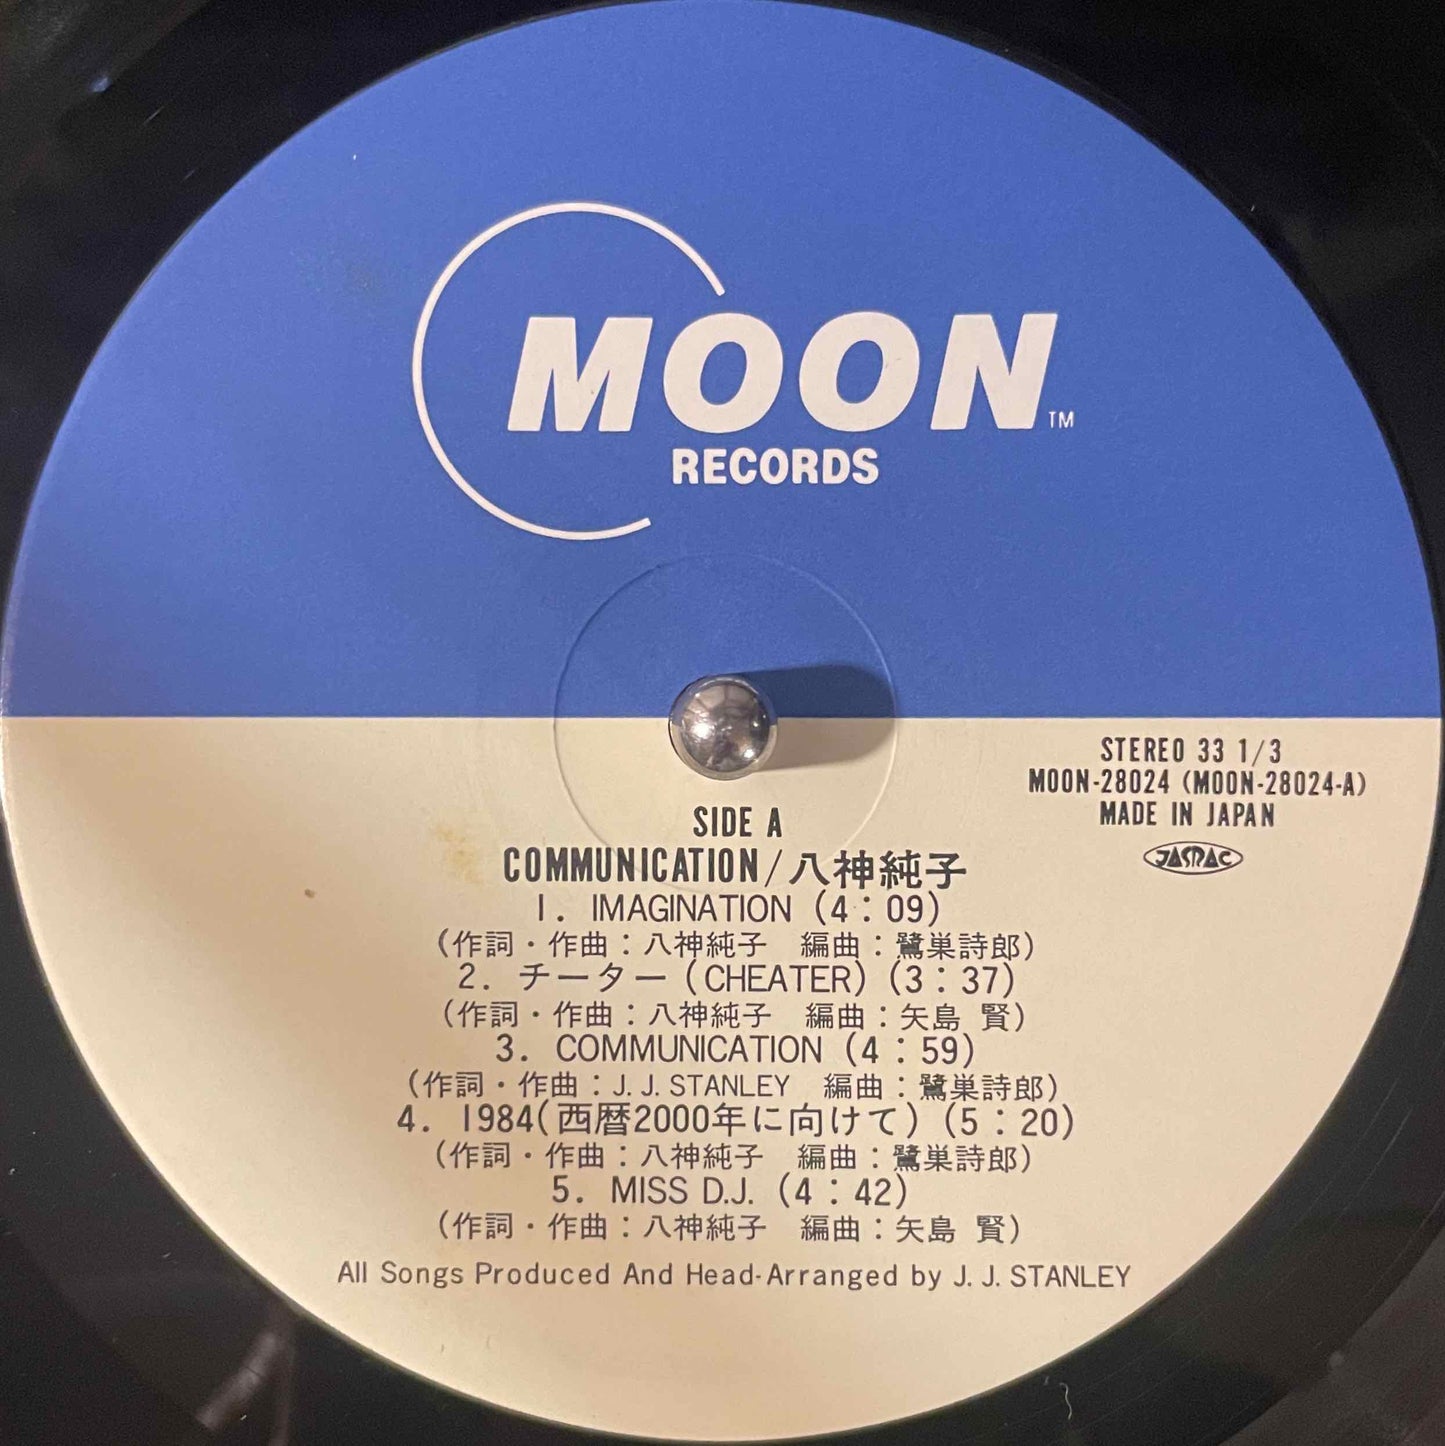 MOON™
RECORDS
STEREO 33 1/3
MOON-28024 (MOON-28024-A)
MADE IN JAPAN
JASRAC
SIDE A
COMMUNICATION/八神純子
1. IMAGINATION (4:09)
(作詞・作曲:八神純子 編曲:鷺巣詩郎)
2. チーター(CHEATER) (3:37)
(作詞・作曲:八神純子 編曲:矢島 賢)
3. COMMUNICATION (4:59)
(作詞・作曲:J. J. STANLEY 編曲:鷺巣詩郎)
4. 1984(西暦2000年に向けて) (5:20)
(作詞・作曲:八神純子 編曲:鷺巣詩郎)
5. MISS D.J. (4:42)
(作詞・作曲:八神純子 編曲:矢島 賢)
All Songs Produced And Head-Arranged by J. J. STANLEY